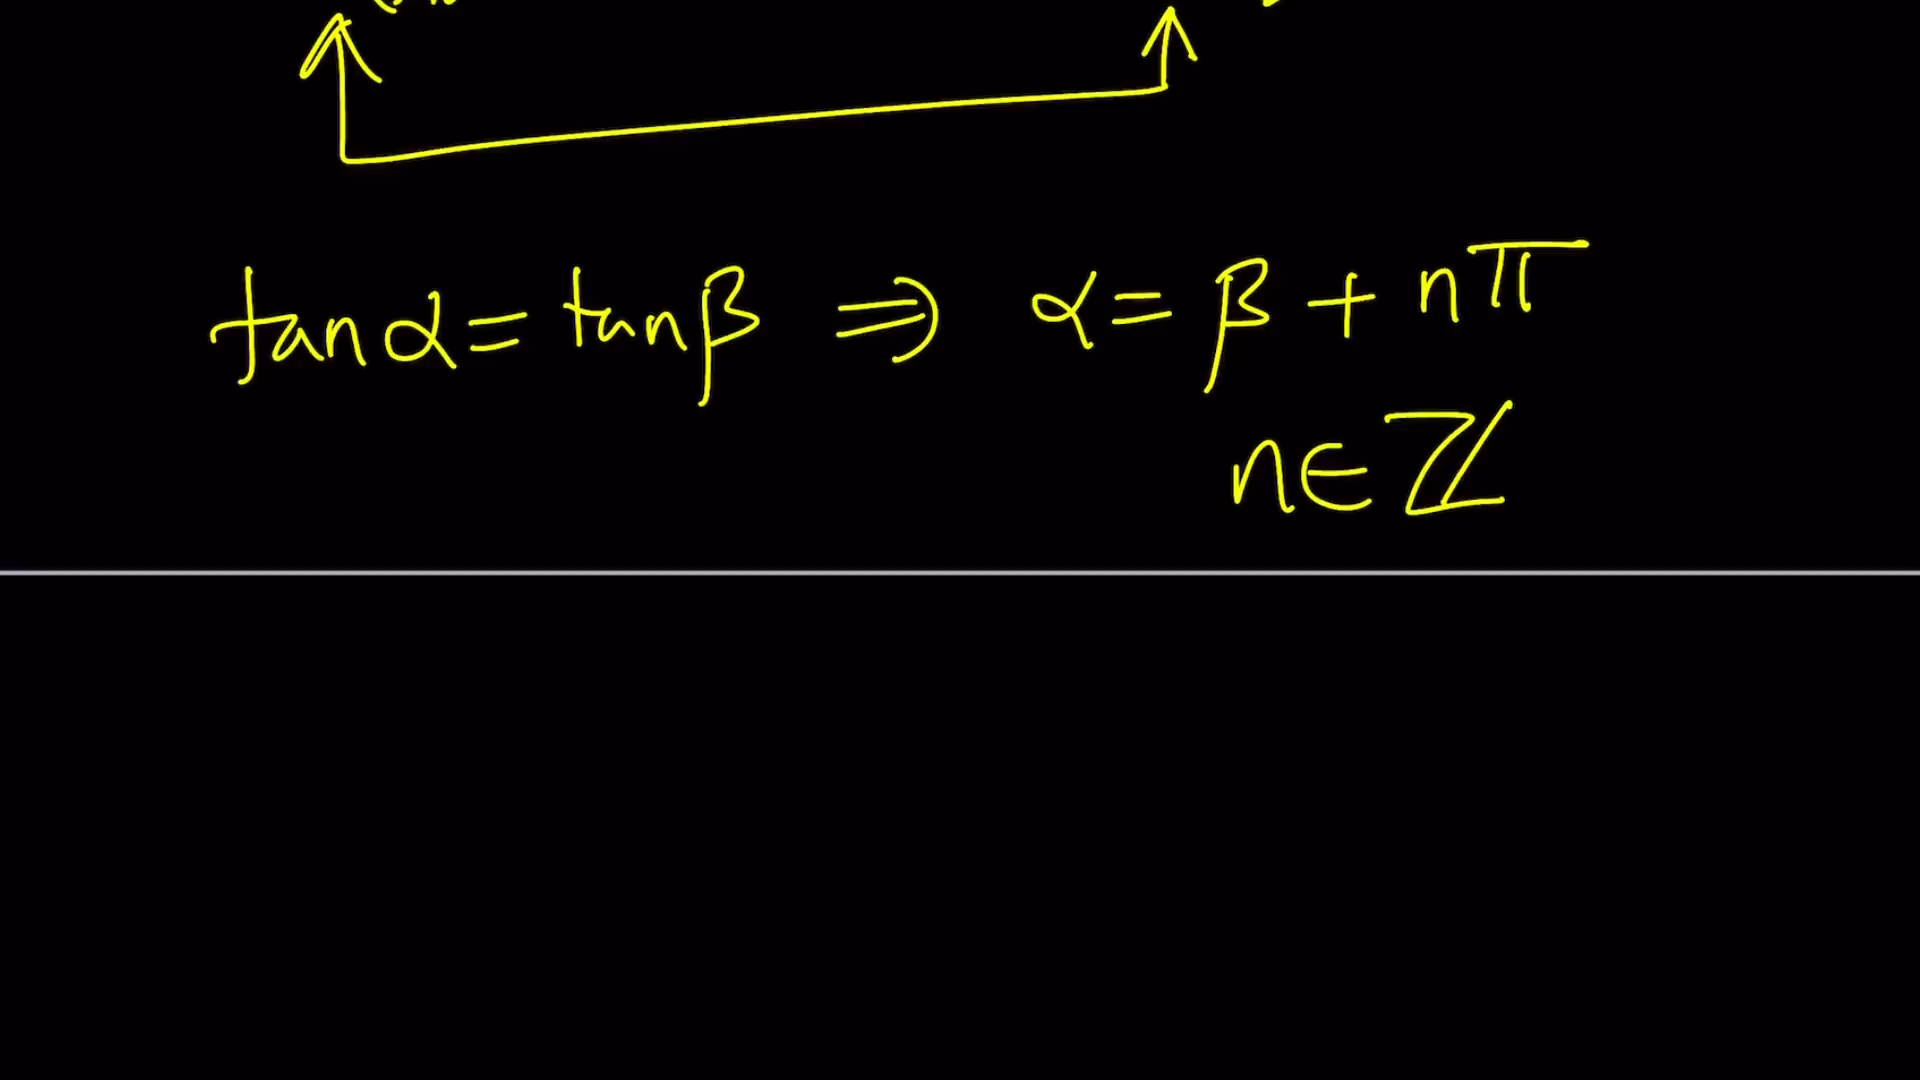 tanα = tanβ ⇒ α = β + nπ
n∈ℤ